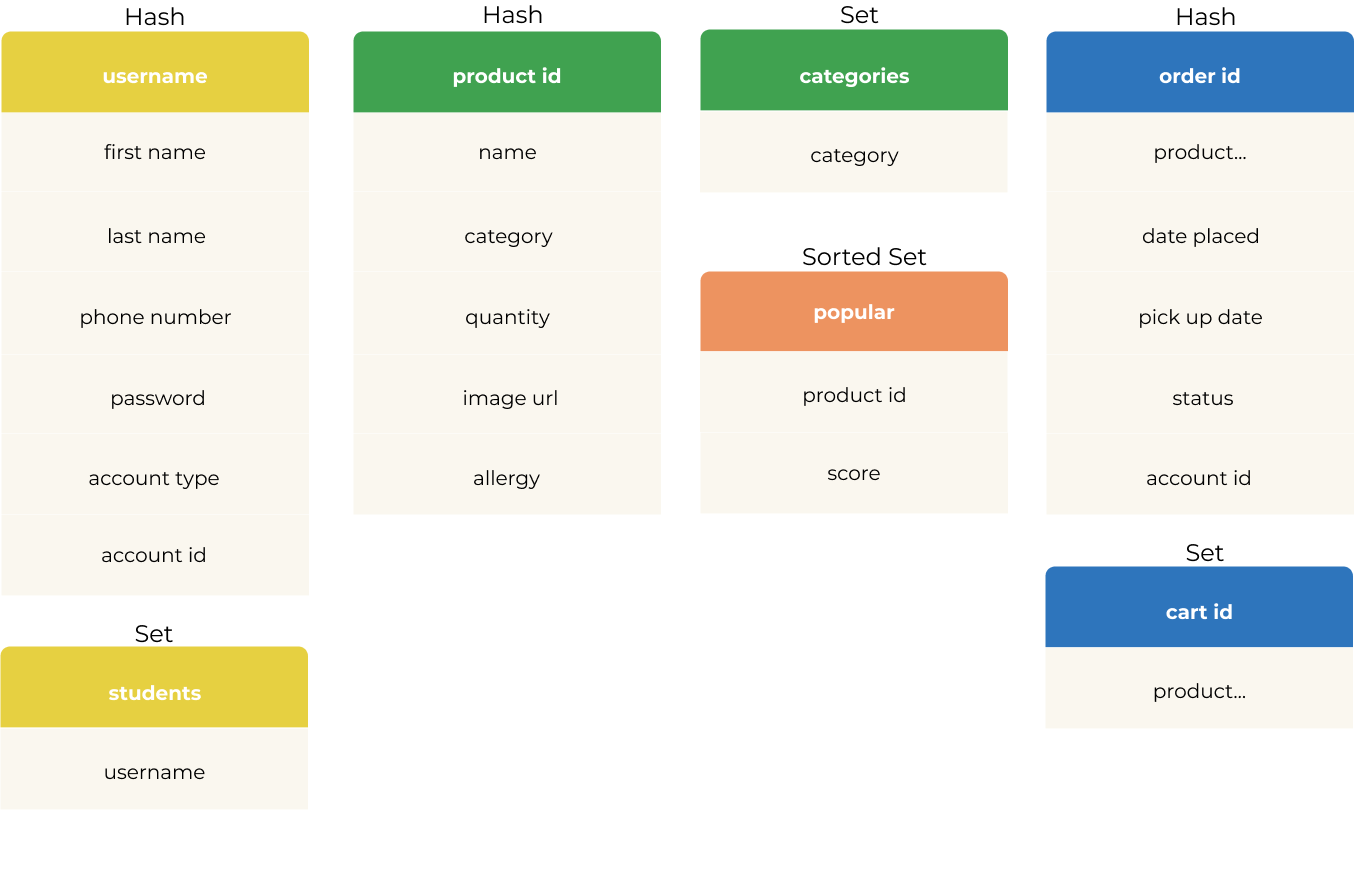 Hash
username
first name
last name
phone number
password
account type
account id
Set
students
username
Hash
product id
name
category
quantity
image url
allergy
Set
categories
category
Sorted Set
popular
product id
score
Hash
order id
product...
date placed
pick up date
status
account id
Set
cart id
product...